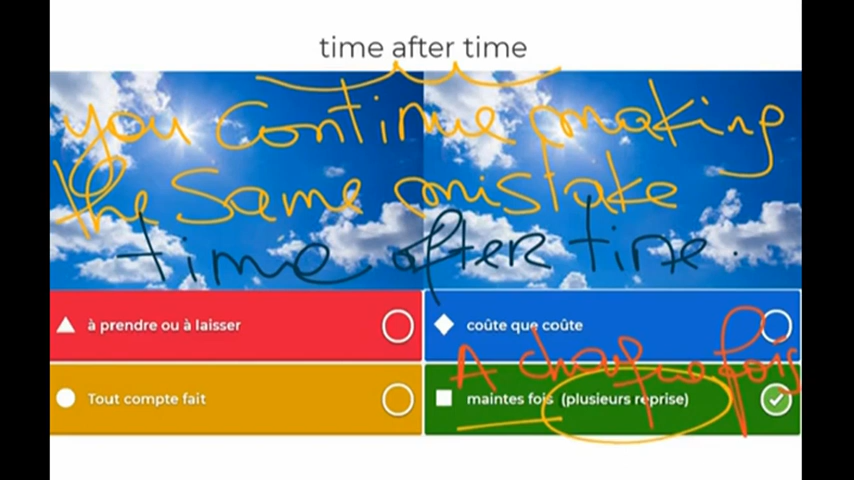 time after time
you continue making
the same mistake
time after time.
à prendre ou à laisser
coûte que coûte
A chaque fois
Tout compte fait
maintes fois (plusieurs reprise)